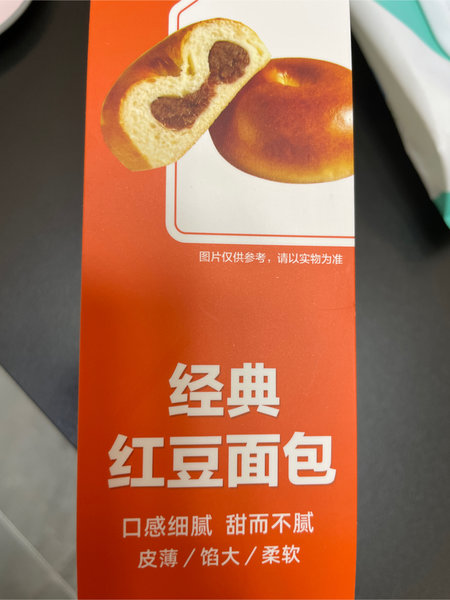 图片仅供参考，请以实物为准
经典
红豆面包
口感细腻 甜而不腻
皮薄/馅大/柔软